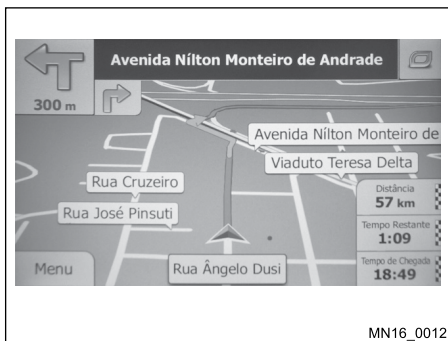 Avenida Nílton Monteiro de Andrade
300 m
Avenida Nílton Monteiro de
Viaduto Teresa Delta
Rua Cruzeiro
Rua José Pinsuti
Distância
57 km
Tempo Restante
1:09
Tempo de Chegada
18:49
Menu
Rua Ângelo Dusi
MN16_0012